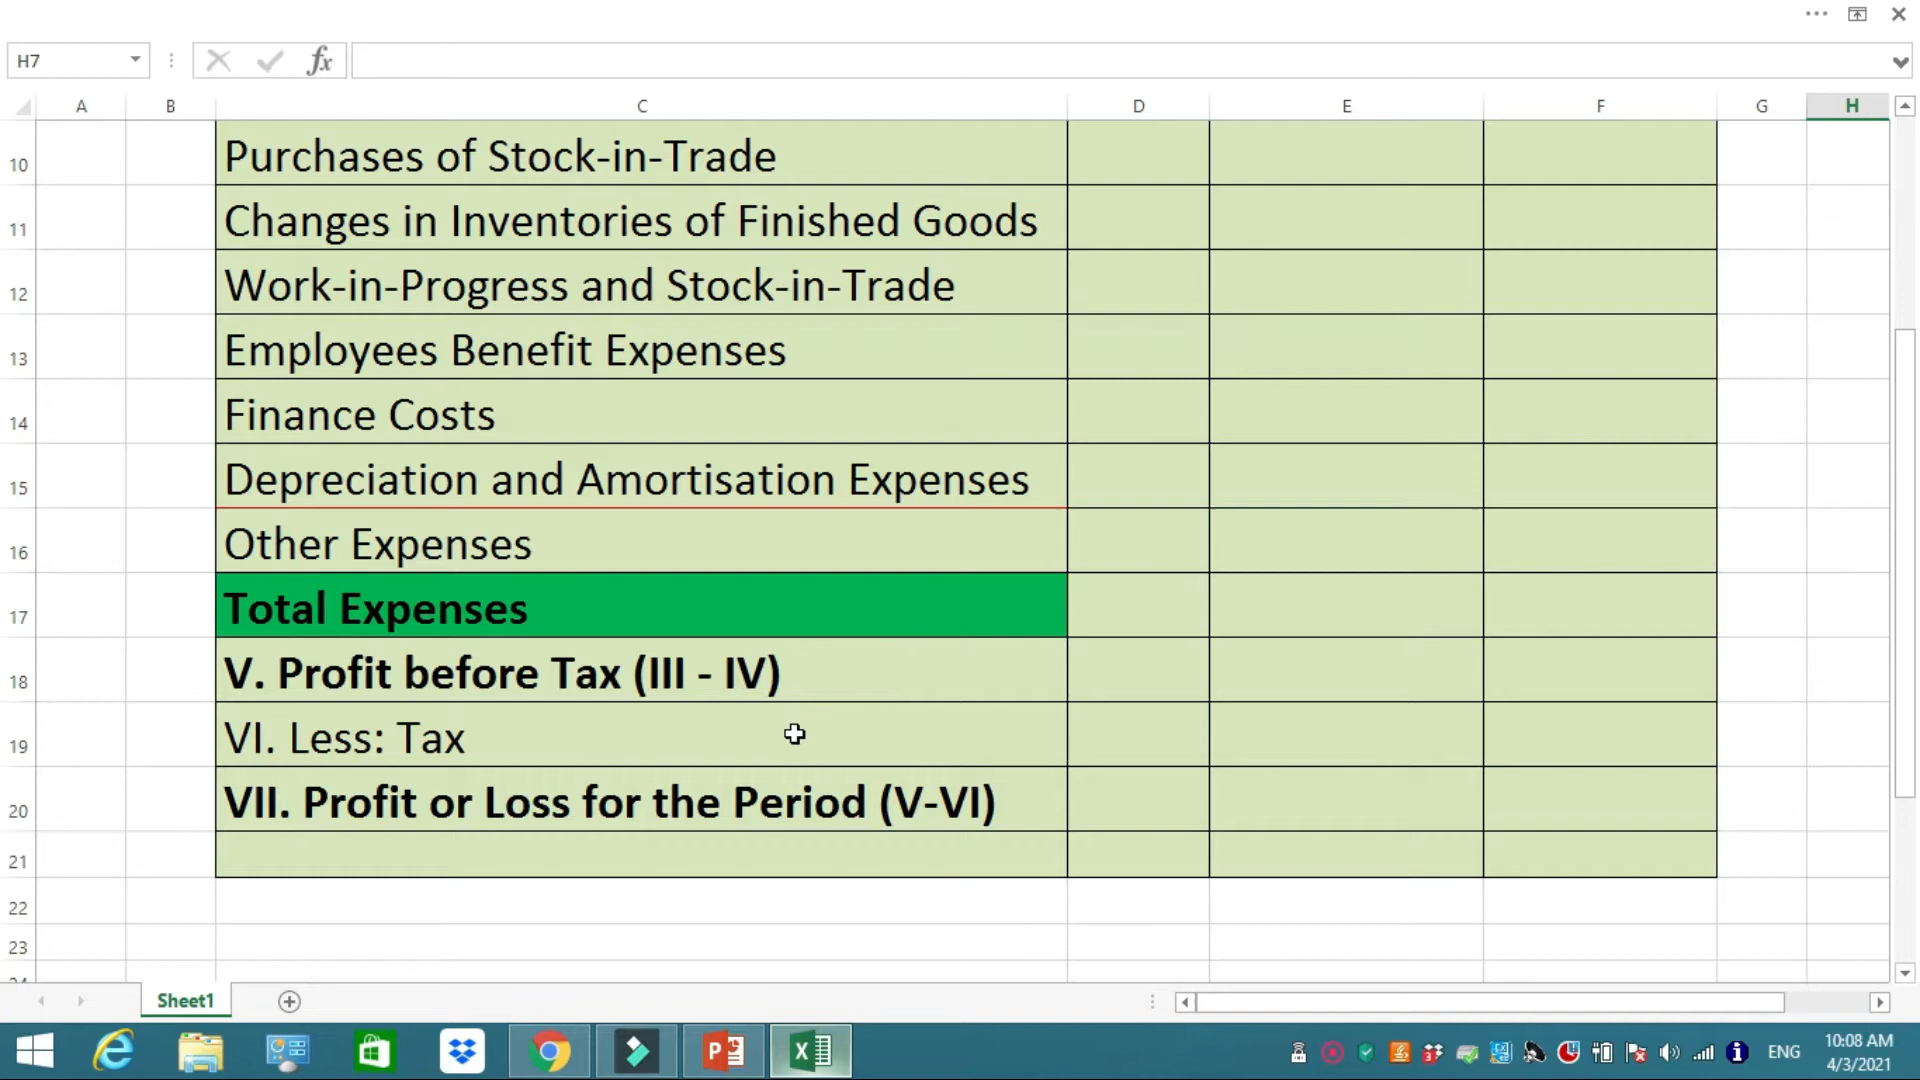 H7
fx
A B C D E F G H
10 Purchases of Stock-in-Trade
11 Changes in Inventories of Finished Goods
12 Work-in-Progress and Stock-in-Trade
13 Employees Benefit Expenses
14 Finance Costs
15 Depreciation and Amortisation Expenses
16 Other Expenses
17 Total Expenses
18 V. Profit before Tax (III - IV)
19 VI. Less: Tax
20 VII. Profit or Loss for the Period (V-VI)
21
22
23
Sheet1
ENG
10:08 AM
4/3/2021